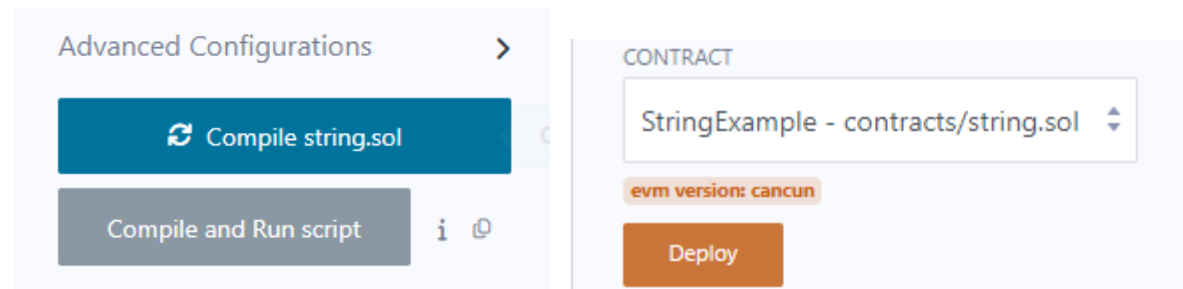 Advanced Configurations
Compile string.sol
Compile and Run script
CONTRACT
StringExample - contracts/string.sol
evm version: cancun
Deploy